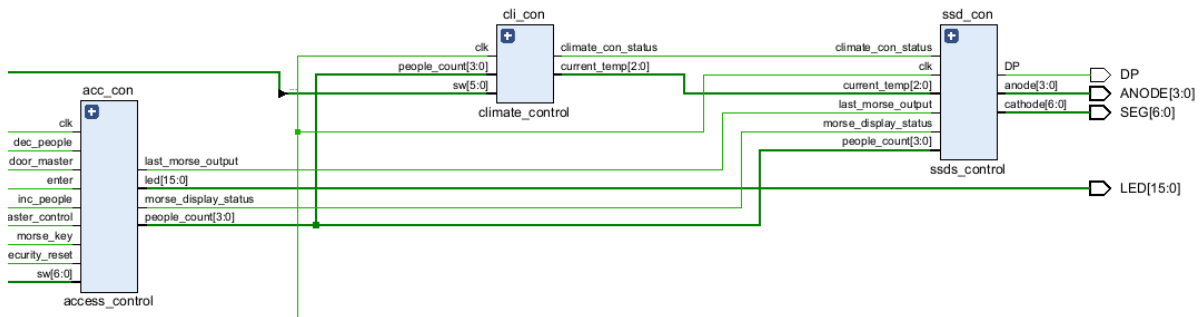 cli_con
clk
people_count[3:0]
sw[5:0]
climate_con_status
current_temp[2:0]
climate_control
ssd_con
climate_con_status
clk
current_temp[2:0]
last_morse_output
morse_display_status
people_count[3:0]
DP
anode[3:0]
cathode[6:0]
ssds_control
DP
ANODE[3:0]
SEG[6:0]
LED[15:0]
acc_con
clk
dec_people
door_master
enter
inc_people
aster_control
morse_key
ecurity_reset
sw[6:0]
last_morse_output
led[15:0]
morse_display_status
people_count[3:0]
access_control